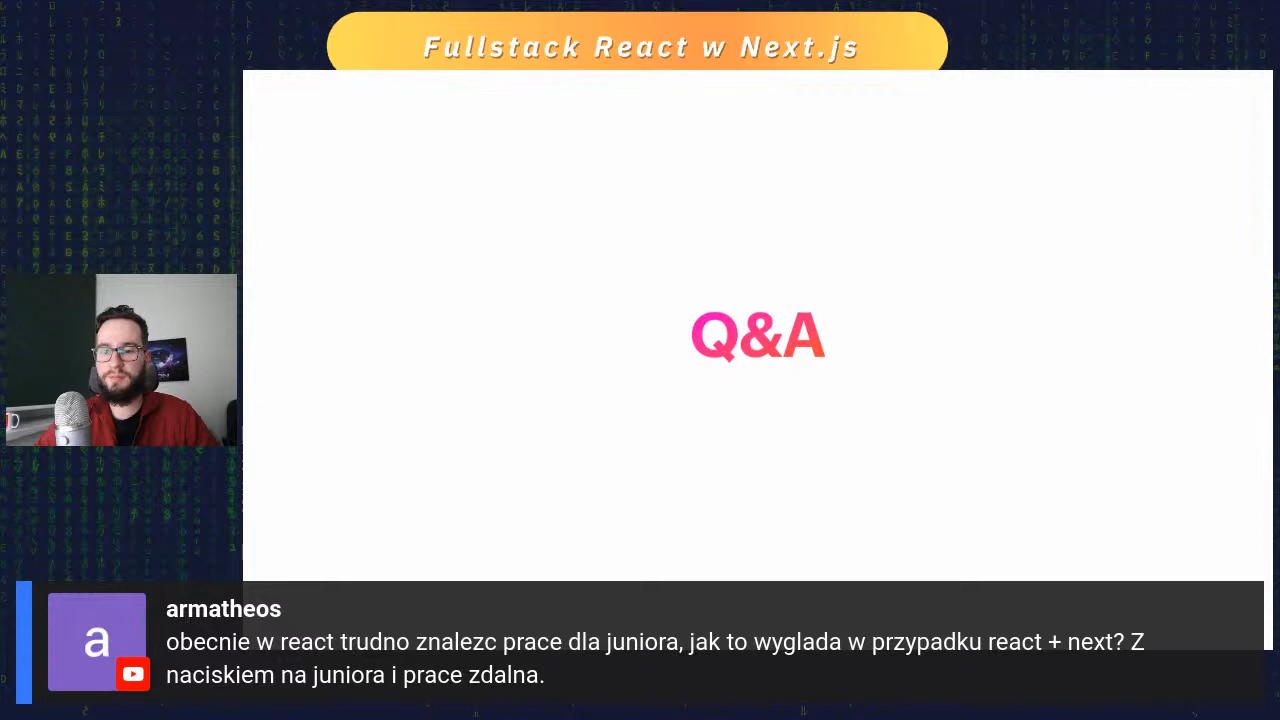 Fullstack React w Next.js
Q&A
a
armatheos
obecnie w react trudno znalezc prace dla juniora, jak to wyglada w przypadku react + next? Z
naciskiem na juniora i prace zdalna.